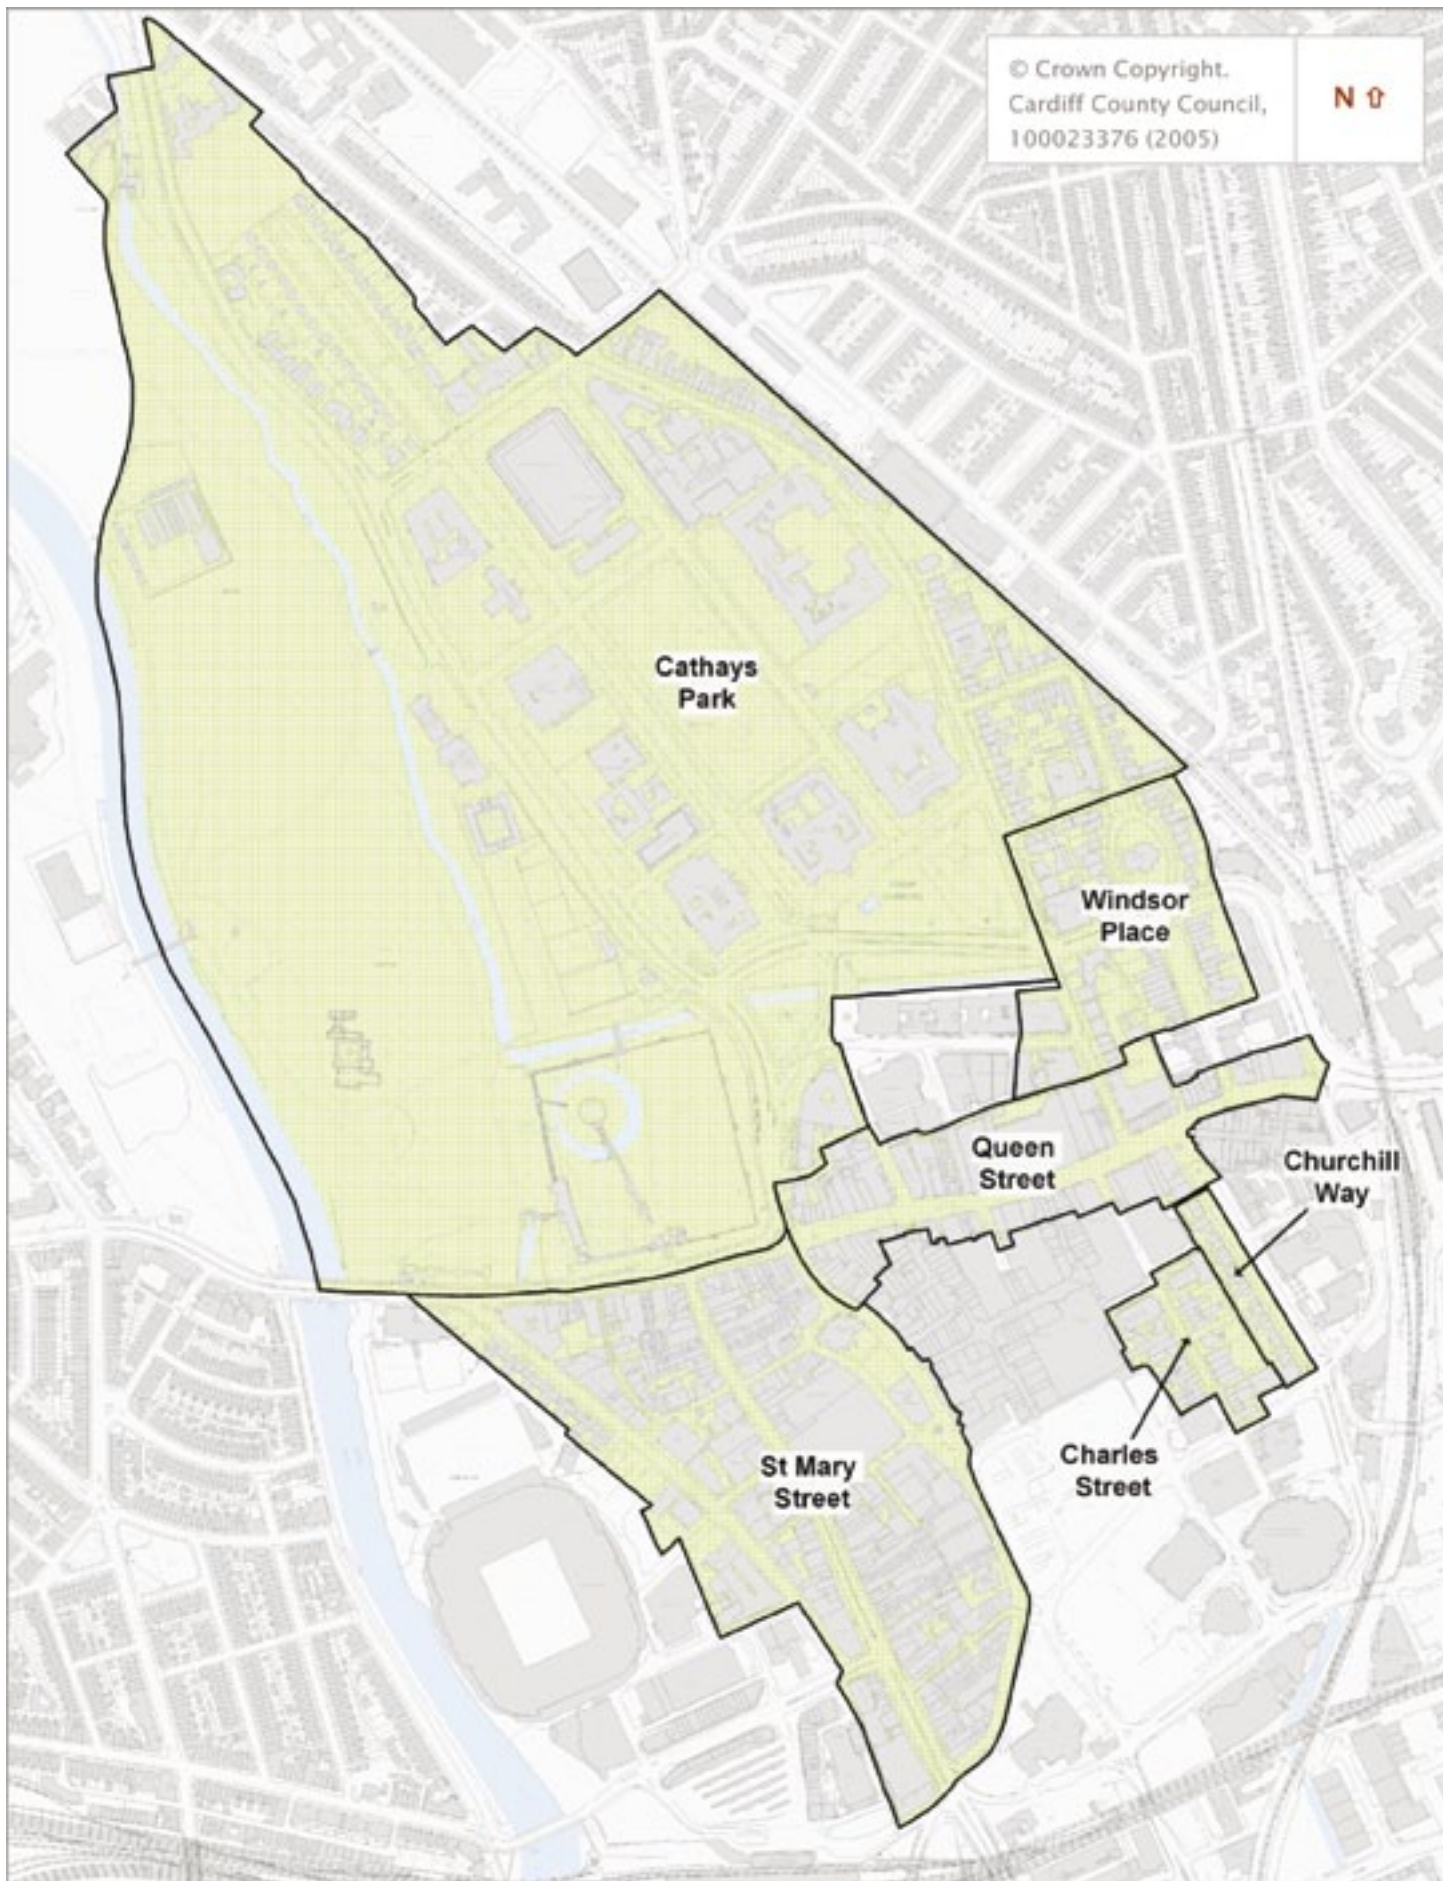 © Crown Copyright.
Cardiff County Council,
100023376 (2005)
N ⇧
Cathays
Park
Windsor
Place
Queen
Street
Churchill
Way
Charles
Street
St Mary
Street